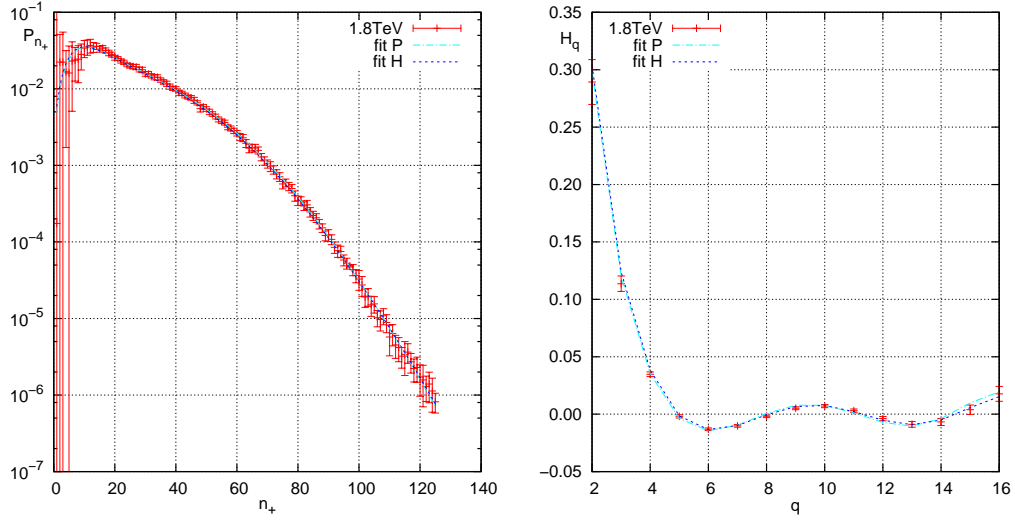 P_{n_+}
10^{-1}
10^{-2}
10^{-3}
10^{-4}
10^{-5}
10^{-6}
10^{-7}
0 20 40 60 80 100 120 140
n_+
1.8TeV
fit P
fit H
H_q
0.35
0.30
0.25
0.20
0.15
0.10
0.05
0.00
−0.05
2 4 6 8 10 12 14 16
q
1.8TeV
fit P
fit H